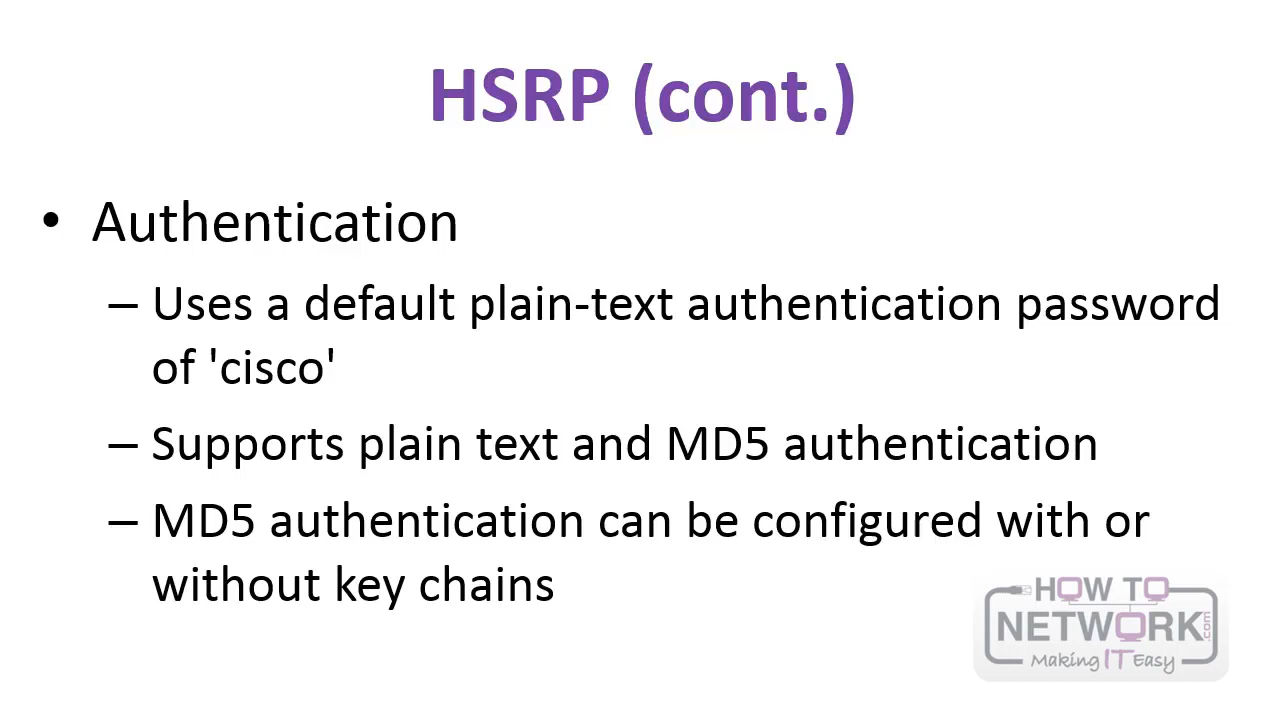 HSRP (cont.)
• Authentication
– Uses a default plain-text authentication password
of 'cisco'
– Supports plain text and MD5 authentication
– MD5 authentication can be configured with or
without key chains
HOW TO
NETWORK.com
Making IT Easy